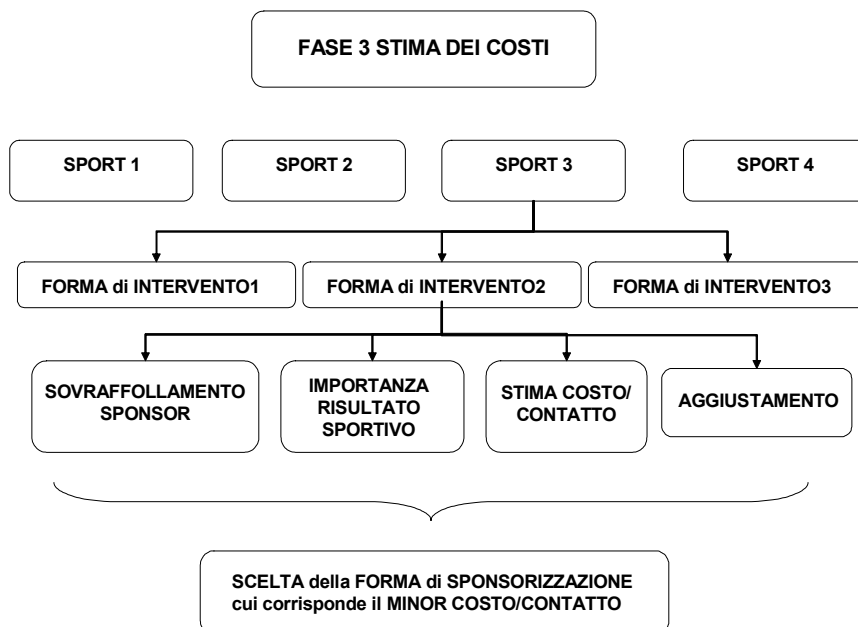 FASE 3 STIMA DEI COSTI
SPORT 1
SPORT 2
SPORT 3
SPORT 4
FORMA di INTERVENTO1
FORMA di INTERVENTO2
FORMA di INTERVENTO3
SOVRAFFOLLAMENTO
SPONSOR
IMPORTANZA
RISULTATO
SPORTIVO
STIMA COSTO/
CONTATTO
AGGIUSTAMENTO
SCELTA della FORMA di SPONSORIZZAZIONE
cui corrisponde il MINOR COSTO/CONTATTO